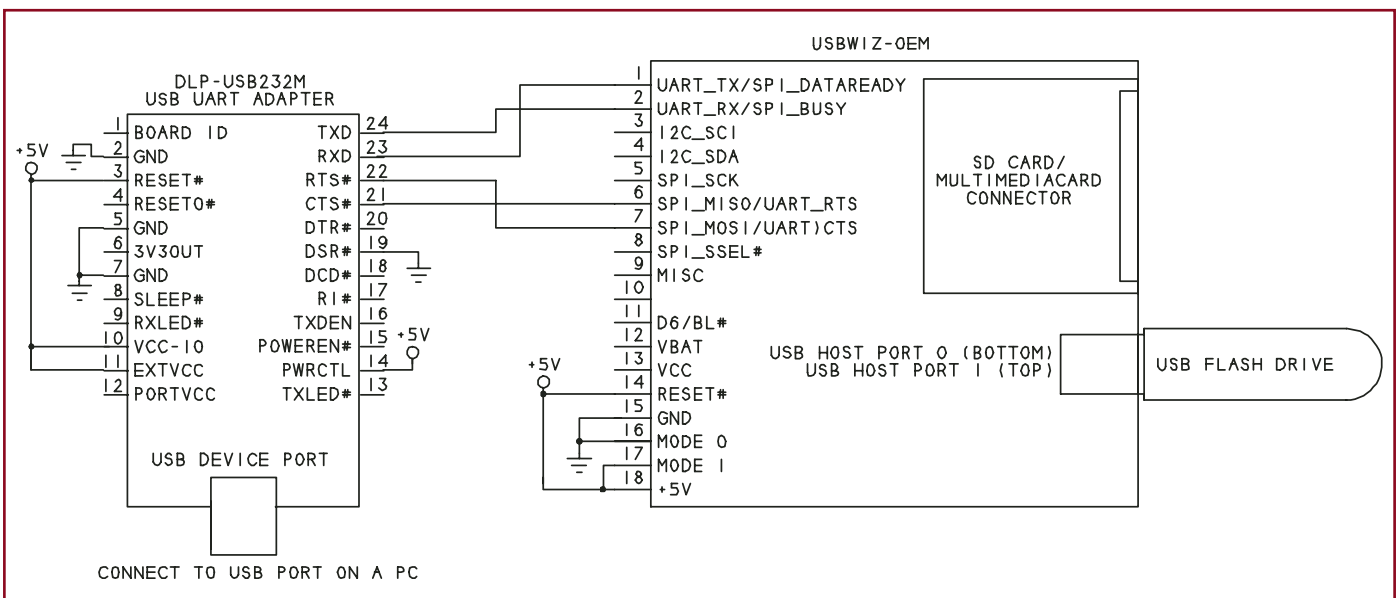 USBWIZ-OEM
DLP-USB232M
USB UART ADAPTER
+5V
1 BOARD ID
2 GND
3 RESET#
4 RESETO#
5 GND
6 3V3OUT
7 GND
8 SLEEP#
9 RXLED#
10 VCC-IO
11 EXTVCC
12 PORTVCC
TXD 24
RXD 23
RTS# 22
CTS# 21
DTR# 20
DSR# 19
DCD# 18
RI# 17
TXDEN 16
POWEREN# 15
+5V
PWRCTL 14
TXLED# 13
USB DEVICE PORT
CONNECT TO USB PORT ON A PC
1 UART_TX/SPI_DATAREADY
2 UART_RX/SPI_BUSY
3 I2C_SCI
4 I2C_SDA
5 SPI_SCK
6 SPI_MISO/UART_RTS
7 SPI_MOSI/UART)CTS
8 SPI_SSEL#
9 MISC
10
11 D6/BL#
12 VBAT
13 VCC
+5V
14 RESET#
15 GND
16 MODE 0
17 MODE 1
18 +5V
SD CARD/
MULTIMEDIACARD
CONNECTOR
USB HOST PORT 0 (BOTTOM)
USB HOST PORT 1 (TOP)
USB FLASH DRIVE